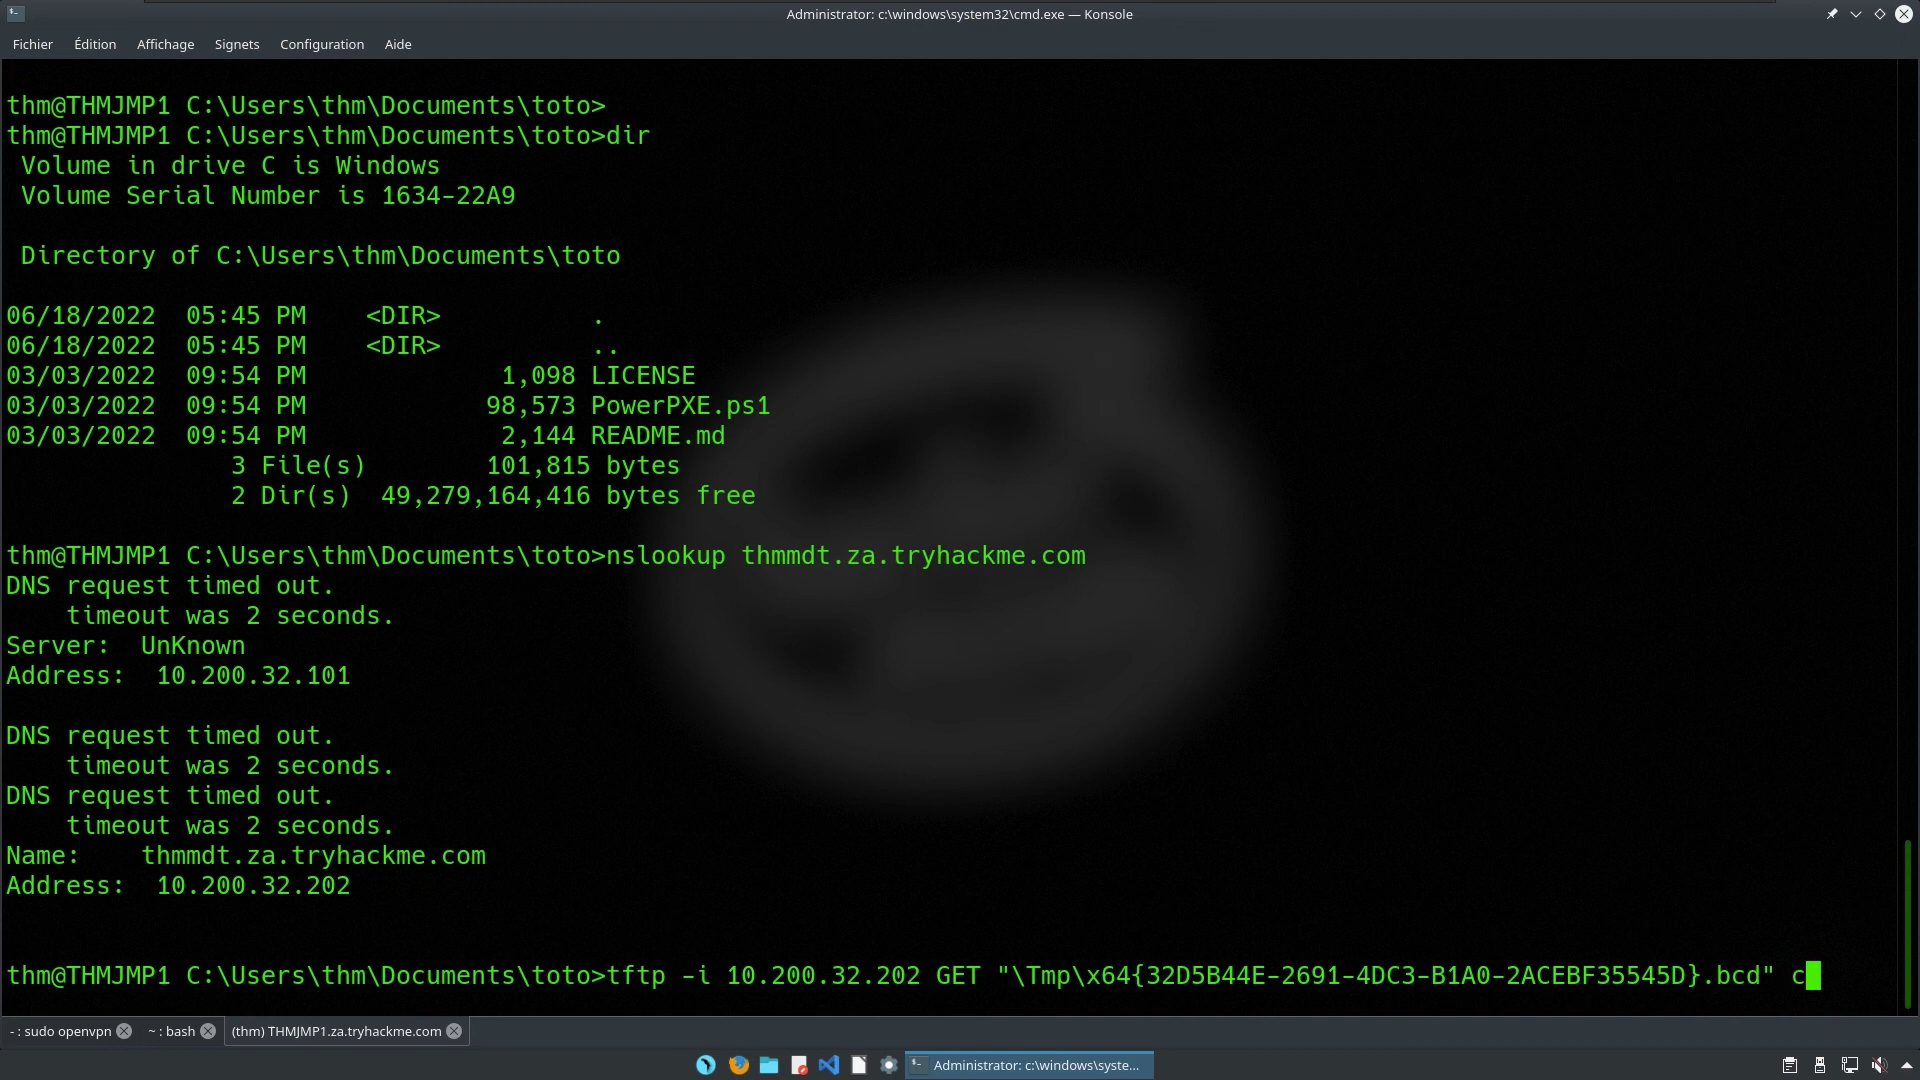 Administrator: c:\windows\system32\cmd.exe — Konsole
Fichier Édition Affichage Signets Configuration Aide
thm@THMJMP1 C:\Users\thm\Documents\toto>
thm@THMJMP1 C:\Users\thm\Documents\toto>dir
 Volume in drive C is Windows
 Volume Serial Number is 1634-22A9
 Directory of C:\Users\thm\Documents\toto
06/18/2022  05:45 PM    <DIR>          .
06/18/2022  05:45 PM    <DIR>          ..
03/03/2022  09:54 PM             1,098 LICENSE
03/03/2022  09:54 PM            98,573 PowerPXE.ps1
03/03/2022  09:54 PM             2,144 README.md
               3 File(s)        101,815 bytes
               2 Dir(s)  49,279,164,416 bytes free
thm@THMJMP1 C:\Users\thm\Documents\toto>nslookup thmmdt.za.tryhackme.com
DNS request timed out.
    timeout was 2 seconds.
Server:  UnKnown
Address:  10.200.32.101
DNS request timed out.
    timeout was 2 seconds.
DNS request timed out.
    timeout was 2 seconds.
Name:    thmmdt.za.tryhackme.com
Address:  10.200.32.202
thm@THMJMP1 C:\Users\thm\Documents\toto>tftp -i 10.200.32.202 GET "\Tmp\x64{32D5B44E-2691-4DC3-B1A0-2ACEBF35545D}.bcd" c
- : sudo openvpn ~ : bash (thm) THMJMP1.za.tryhackme.com
Administrator: c:\windows\syste...